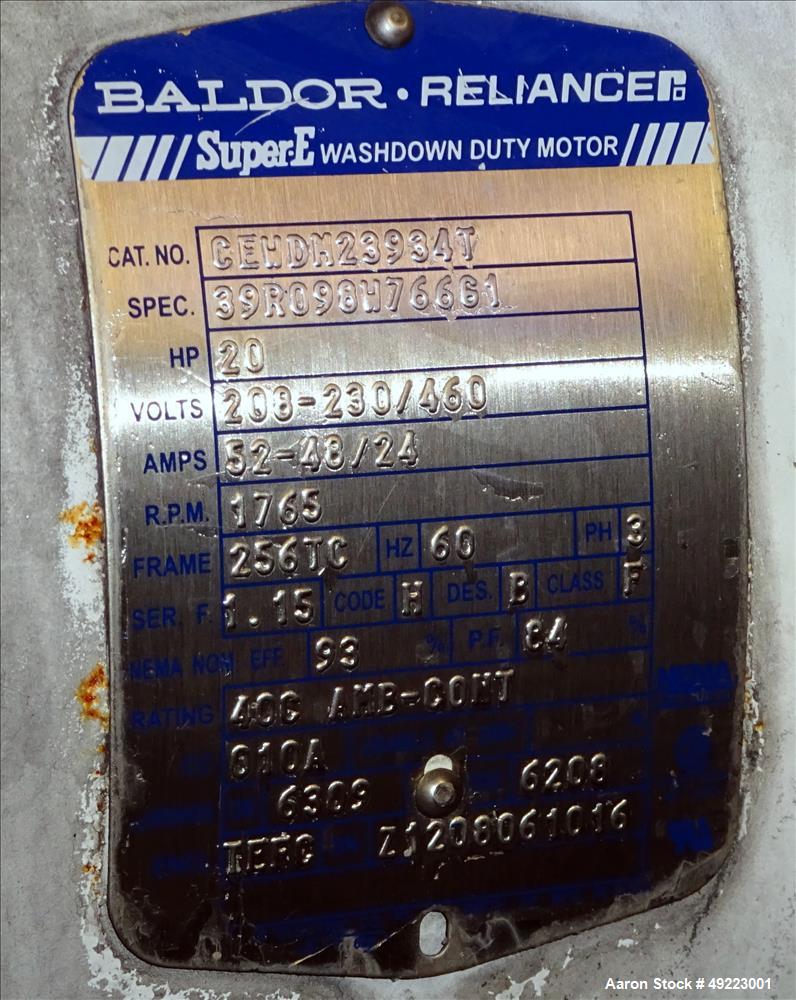 BALDOR • RELIANCE
Super-E WASHDOWN DUTY MOTOR
CAT. NO. CEWDM23934T
SPEC. 39R098W766G1
HP 20
VOLTS 208-230/460
AMPS 52-48/24
R.P.M. 1765
FRAME 256TC HZ 60 PH 3
SER. F. 1.15 CODE H DES. B CLASS F
NEMA NOM. EFF. 93 % P.F. 84 %
RATING 40C AMB-CONT
010A
6309 6208
TEFC Z1208061016
Aaron Stock # 49223001